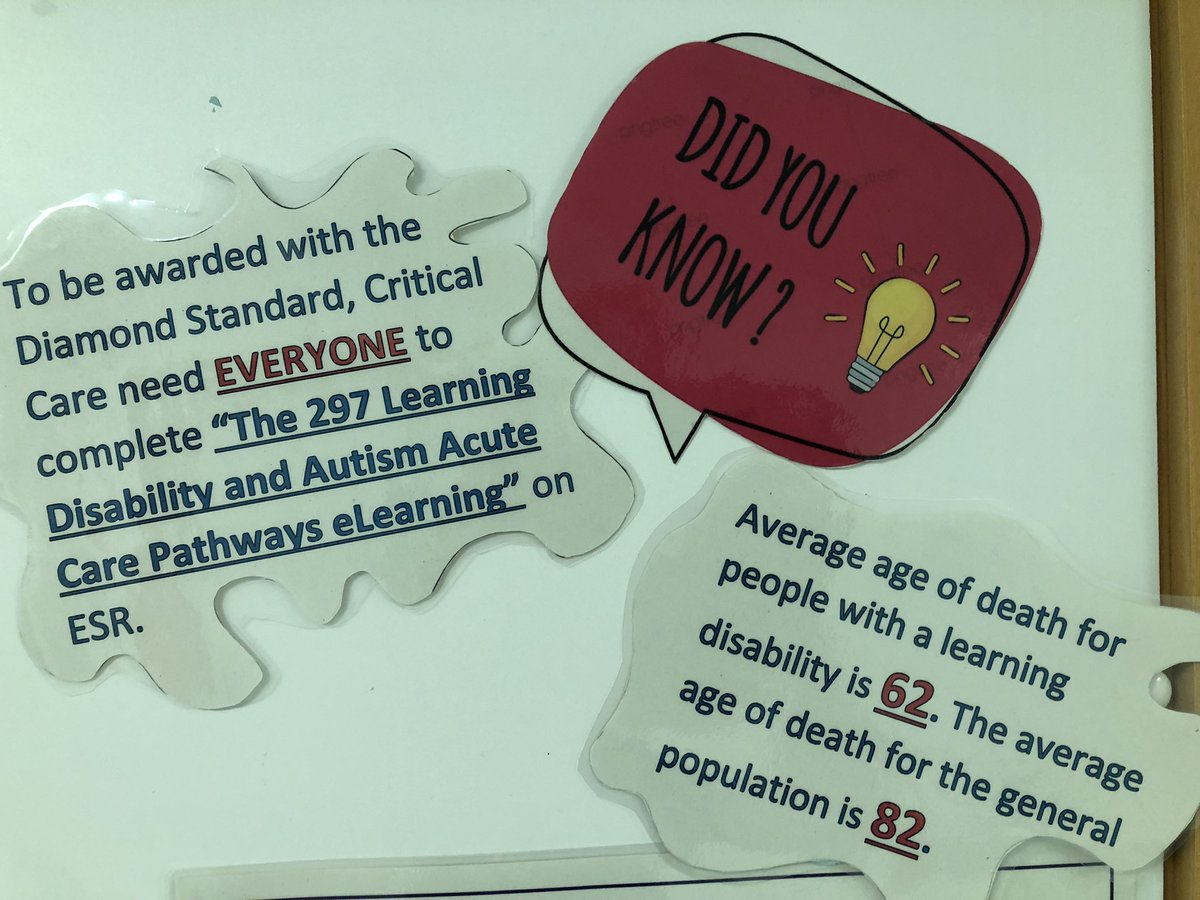 To be awarded with the
Diamond Standard, Critical
Care need EVERYONE to
complete “The 297 Learning
Disability and Autism Acute
Care Pathways eLearning” on
ESR.
DID YOU
KNOW?
Average age of death for
people with a learning
disability is 62. The average
age of death for the general
population is 82.